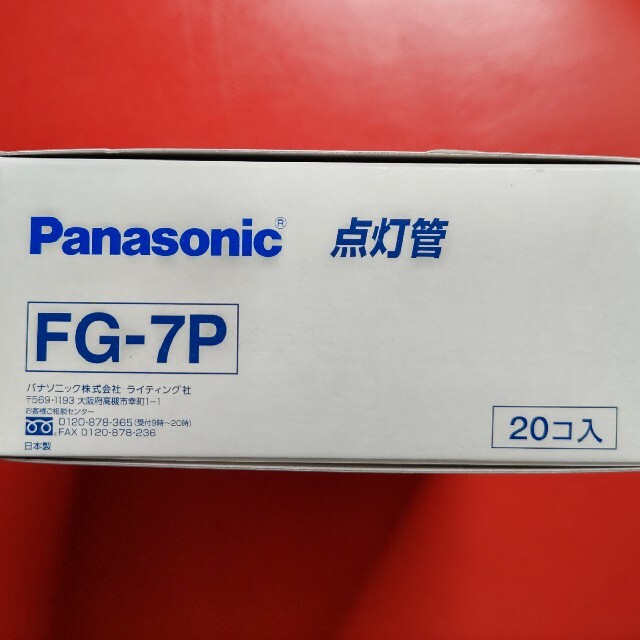 Panasonic® 点灯管
FG-7P
パナソニック株式会社 ライティング社
〒569-1193 大阪府高槻市幸町1-1
お客様ご相談センター
0120-878-365(受付9時〜20時)
FAX 0120-878-236
日本製
20コ入